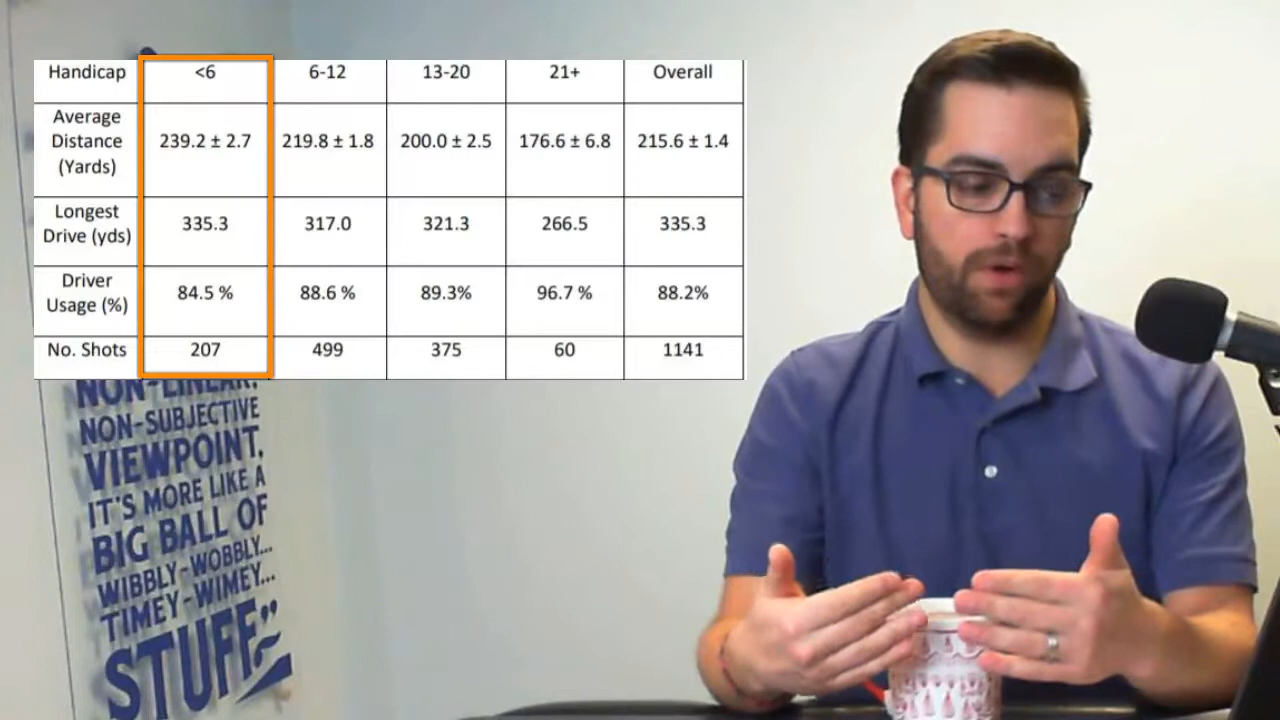 Handicap <6 6-12 13-20 21+ Overall
Average Distance (Yards) 239.2 ± 2.7 219.8 ± 1.8 200.0 ± 2.5 176.6 ± 6.8 215.6 ± 1.4
Longest Drive (yds) 335.3 317.0 321.3 266.5 335.3
Driver Usage (%) 84.5 % 88.6 % 89.3% 96.7 % 88.2%
No. Shots 207 499 375 60 1141
NON-LINEAR,
NON-SUBJECTIVE
VIEWPOINT,
IT'S MORE LIKE A
BIG BALL OF
WIBBLY-WOBBLY...
TIMEY-WIMEY...
STUFF